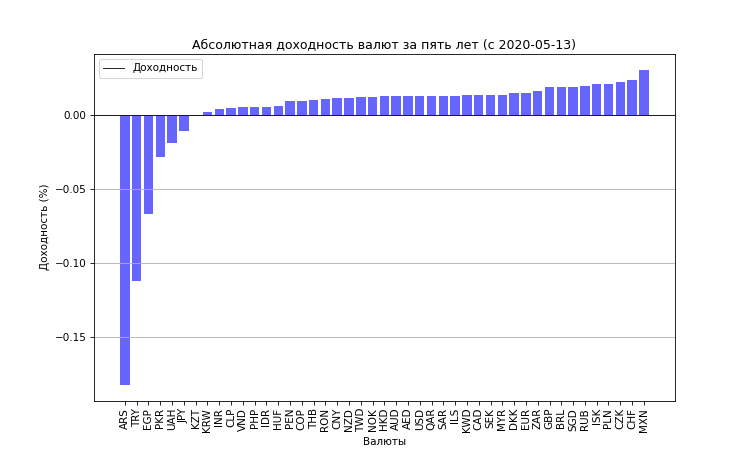 Абсолютная доходность валют за пять лет (с 2020-05-13)
Доходность
0.00
−0.05
−0.10
−0.15
Доходность (%)
ARS
TRY
EGP
PKR
UAH
JPY
KZT
KRW
INR
CLP
VND
PHP
IDR
HUF
PEN
COP
THB
RON
CNY
NZD
TWD
NOK
HKD
AUD
AED
USD
QAR
SAR
ILS
KWD
CAD
SEK
MYR
DKK
EUR
ZAR
GBP
BRL
SGD
RUB
ISK
PLN
CZK
CHF
MXN
Валюты